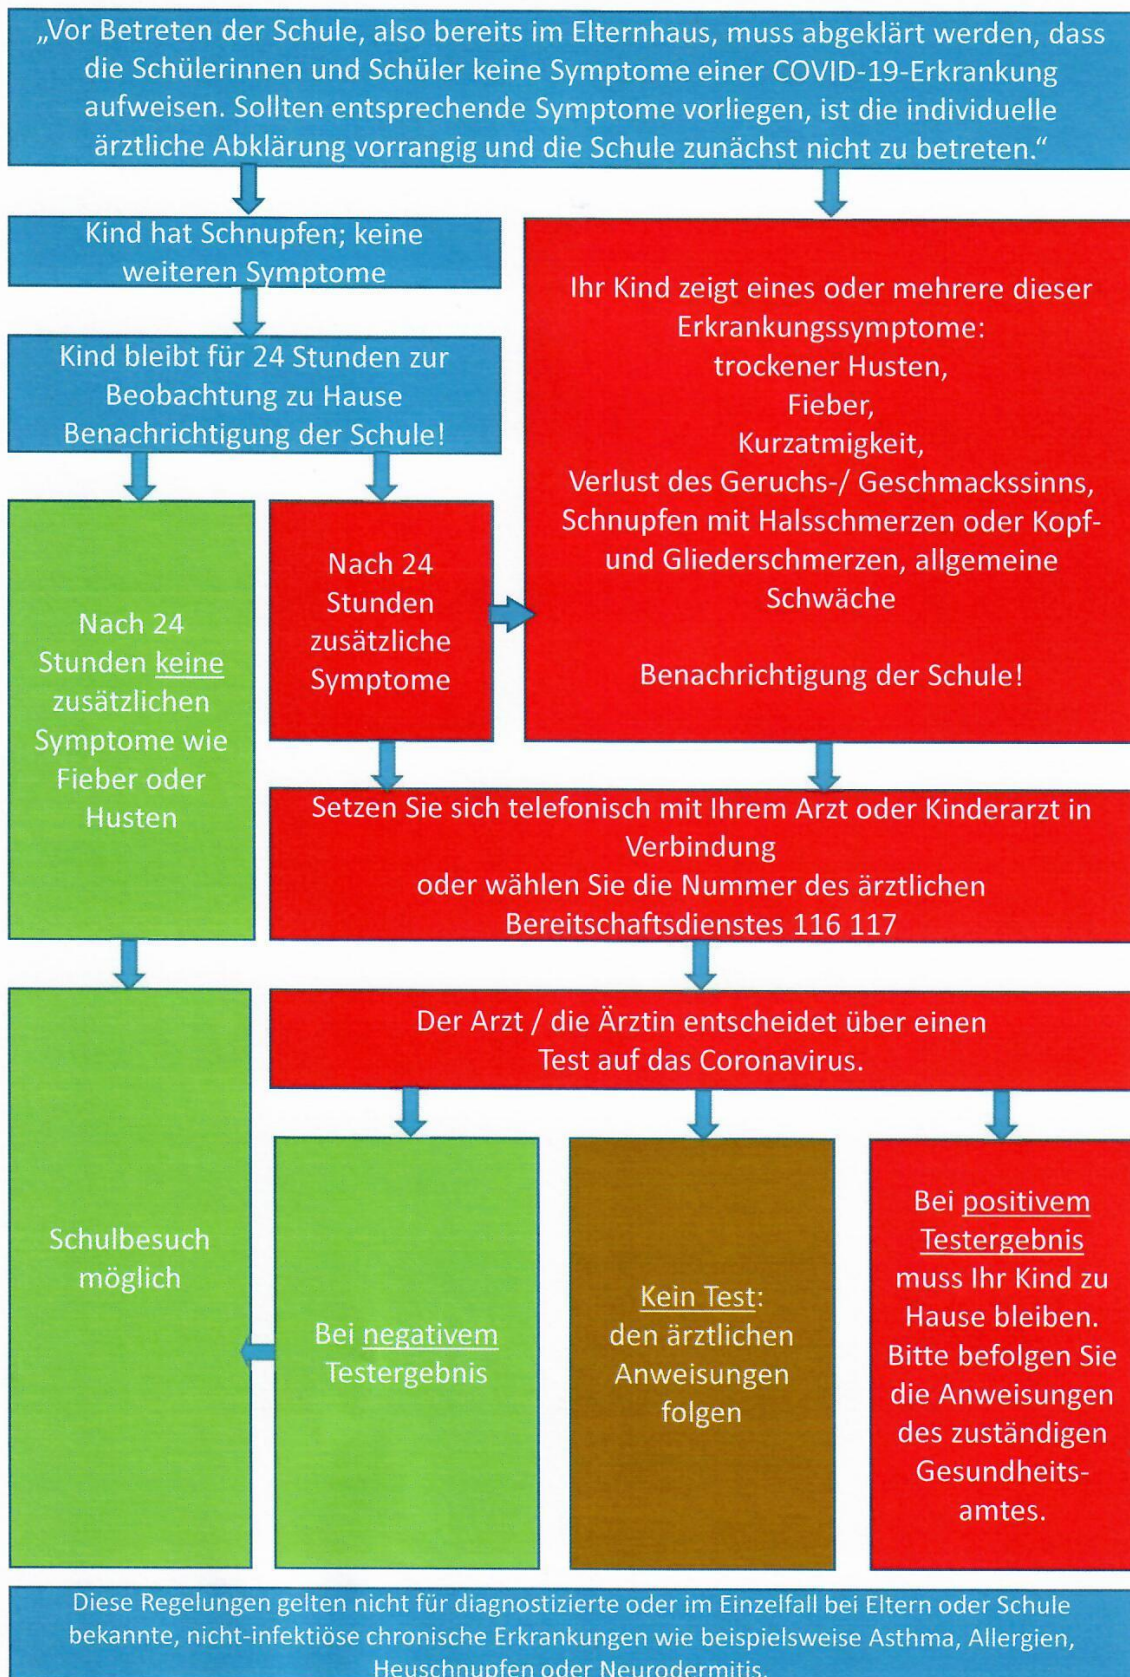 „Vor Betreten der Schule, also bereits im Elternhaus, muss abgeklärt werden, dass
die Schülerinnen und Schüler keine Symptome einer COVID-19-Erkrankung
aufweisen. Sollten entsprechende Symptome vorliegen, ist die individuelle
ärztliche Abklärung vorrangig und die Schule zunächst nicht zu betreten.“
Kind hat Schnupfen; keine
weiteren Symptome
Kind bleibt für 24 Stunden zur
Beobachtung zu Hause
Benachrichtigung der Schule!
Ihr Kind zeigt eines oder mehrere dieser
Erkrankungssymptome:
trockener Husten,
Fieber,
Kurzatmigkeit,
Verlust des Geruchs-/ Geschmackssinns,
Schnupfen mit Halsschmerzen oder Kopf-
und Gliederschmerzen, allgemeine
Schwäche
Benachrichtigung der Schule!
Nach 24
Stunden keine
zusätzlichen
Symptome wie
Fieber oder
Husten
Nach 24
Stunden
zusätzliche
Symptome
Setzen Sie sich telefonisch mit Ihrem Arzt oder Kinderarzt in
Verbindung
oder wählen Sie die Nummer des ärztlichen
Bereitschaftsdienstes 116 117
Der Arzt / die Ärztin entscheidet über einen
Test auf das Coronavirus.
Schulbesuch
möglich
Bei negativem
Testergebnis
Kein Test:
den ärztlichen
Anweisungen
folgen
Bei positivem
Testergebnis
muss Ihr Kind zu
Hause bleiben.
Bitte befolgen Sie
die Anweisungen
des zuständigen
Gesundheits-
amtes.
Diese Regelungen gelten nicht für diagnostizierte oder im Einzelfall bei Eltern oder Schule
bekannte, nicht-infektiöse chronische Erkrankungen wie beispielsweise Asthma, Allergien,
Heuschnupfen oder Neurodermitis.